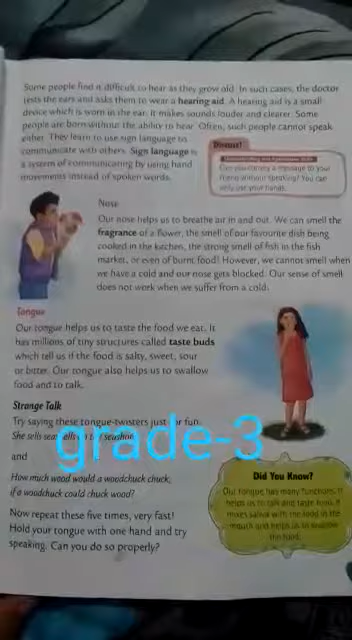 Some people find it difficult to hear as they grow old. In such cases, the doctor
tests the ears and asks them to wear a hearing aid. A hearing aid is a small
device which is worn in the ear. It makes sounds louder and clearer. Some
people are born without the ability to hear. Often, such people cannot speak
either. They learn to use sign language to
communicate with others. Sign language is
a system of communicating by using hand
movements instead of spoken words.
Discuss!
a message to your
You can
only use your hands.
Nose
Our nose helps us to breathe air in and out. We can smell the
fragrance of a flower, the smell of our favourite dish being
cooked in the kitchen, the strong smell of fish in the fish
market, or even of burnt food! However, we cannot smell when
we have a cold and our nose gets blocked. Our sense of smell
does not work when we suffer from a cold.
Tongue
Our tongue helps us to taste the food we eat. It
has millions of tiny structures called taste buds
which tell us if the food is salty, sweet, sour
or bitter. Our tongue also helps us to swallow
food and to talk.
Strange Talk
Try saying these tongue-twisters just for fun.
She sells
grade-3
and
How much wood would a woodchuck chuck,
if a woodchuck could chuck wood?
Now repeat these five times, very fast!
Hold your tongue with one hand and try
speaking. Can you do so properly?
Did You Know?
Our tongue has many functions. It
helps us to talk and taste food. It
mixes saliva with the food in the
mouth and helps us to swallow
the food.